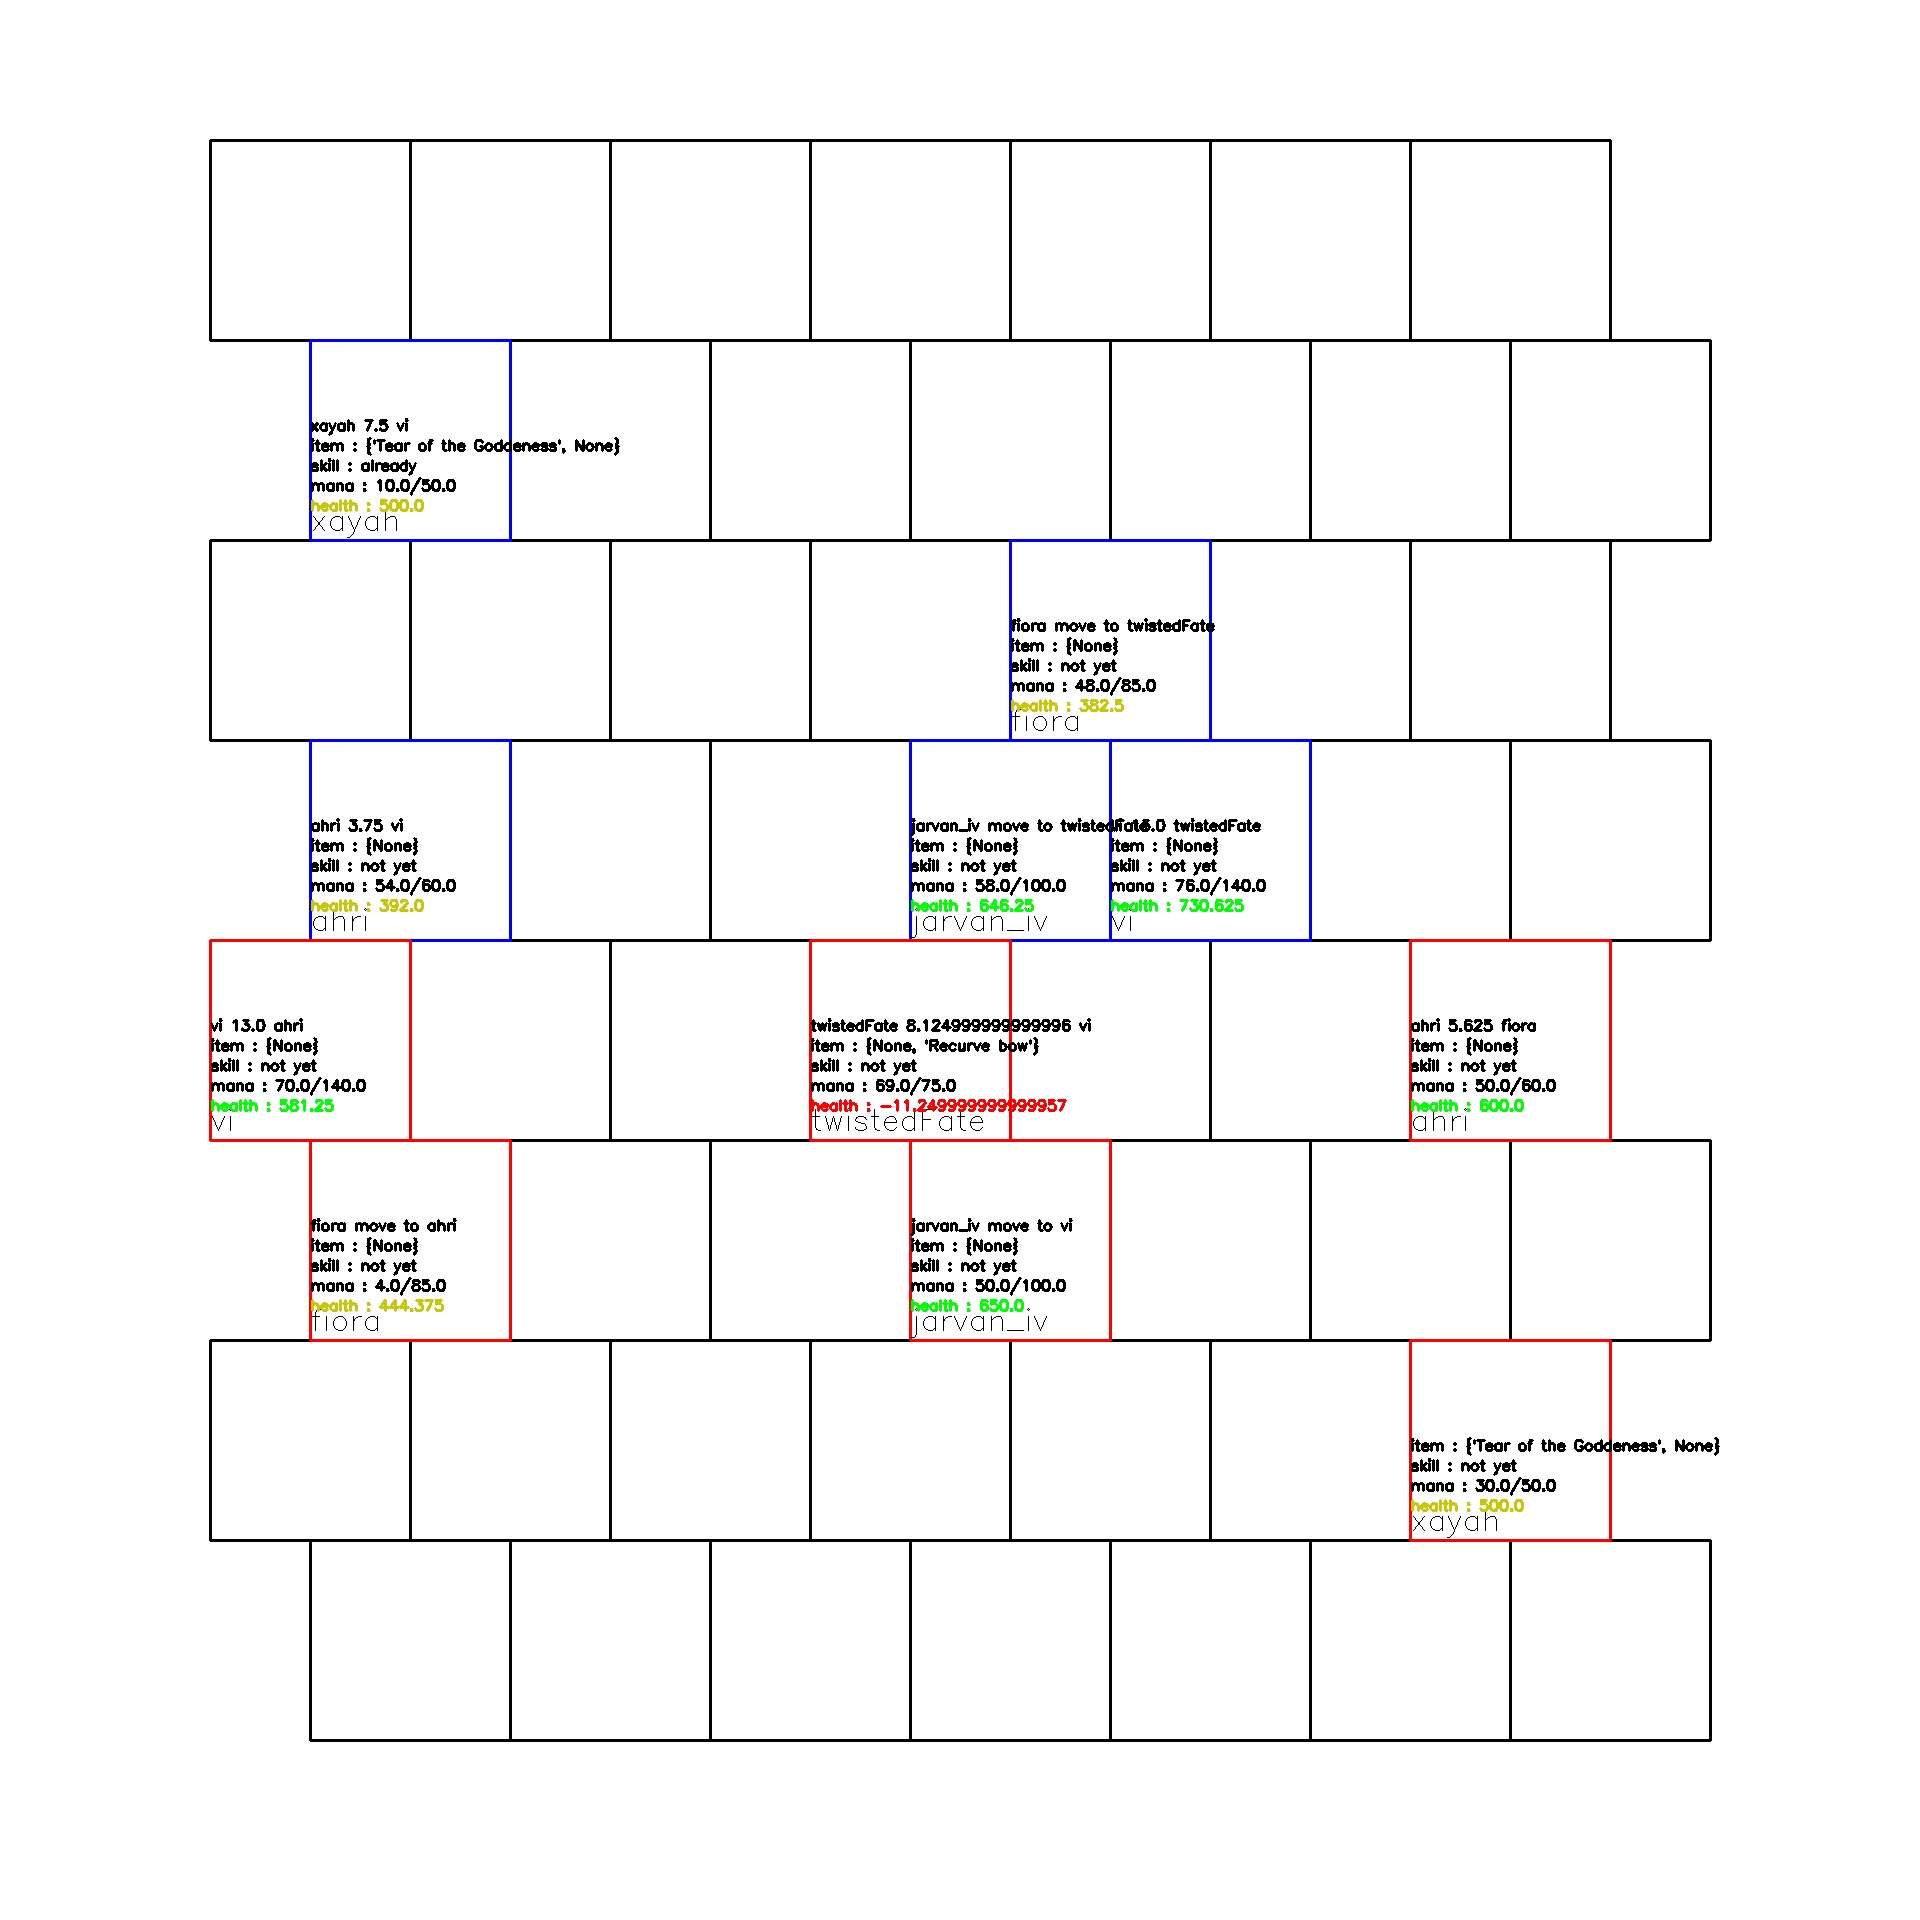 xayah 7.5 vi
item : {'Tear of the Goddeness', None}
skill : already
mana : 10.0/50.0
health : 500.0
xayah
fiora move to twistedFate
item : {None}
skill : not yet
mana : 48.0/85.0
health : 382.5
fiora
ahri 3.75 vi
item : {None}
skill : not yet
mana : 54.0/60.0
health : 392.0
ahri
jarvan_iv move to twistedFate
item : {None}
skill : not yet
mana : 58.0/100.0
health : 646.25
jarvan_iv
twistedFate
item : {None}
skill : not yet
mana : 76.0/140.0
health : 730.625
vi
vi 13.0 ahri
item : {None}
skill : not yet
mana : 70.0/140.0
health : 581.25
vi
twistedFate 8.124999999999996 vi
item : {None, 'Recurve bow'}
skill : not yet
mana : 69.0/75.0
health : -11.249999999999957
twistedFate
ahri 5.625 fiora
item : {None}
skill : not yet
mana : 50.0/60.0
health : 600.0
ahri
fiora move to ahri
item : {None}
skill : not yet
mana : 4.0/85.0
health : 444.375
fiora
jarvan_iv move to vi
item : {None}
skill : not yet
mana : 50.0/100.0
health : 650.0
jarvan_iv
item : {'Tear of the Goddeness', None}
skill : not yet
mana : 30.0/50.0
health : 500.0
xayah